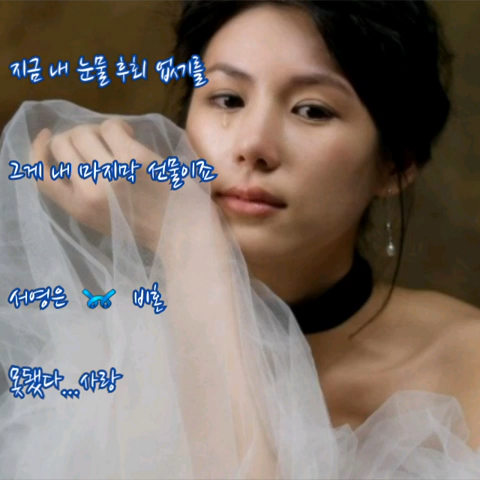 지금 내 눈물 후회 없기를
그게 내 마지막 선물이죠
서영은 비혼
못됐다...사랑